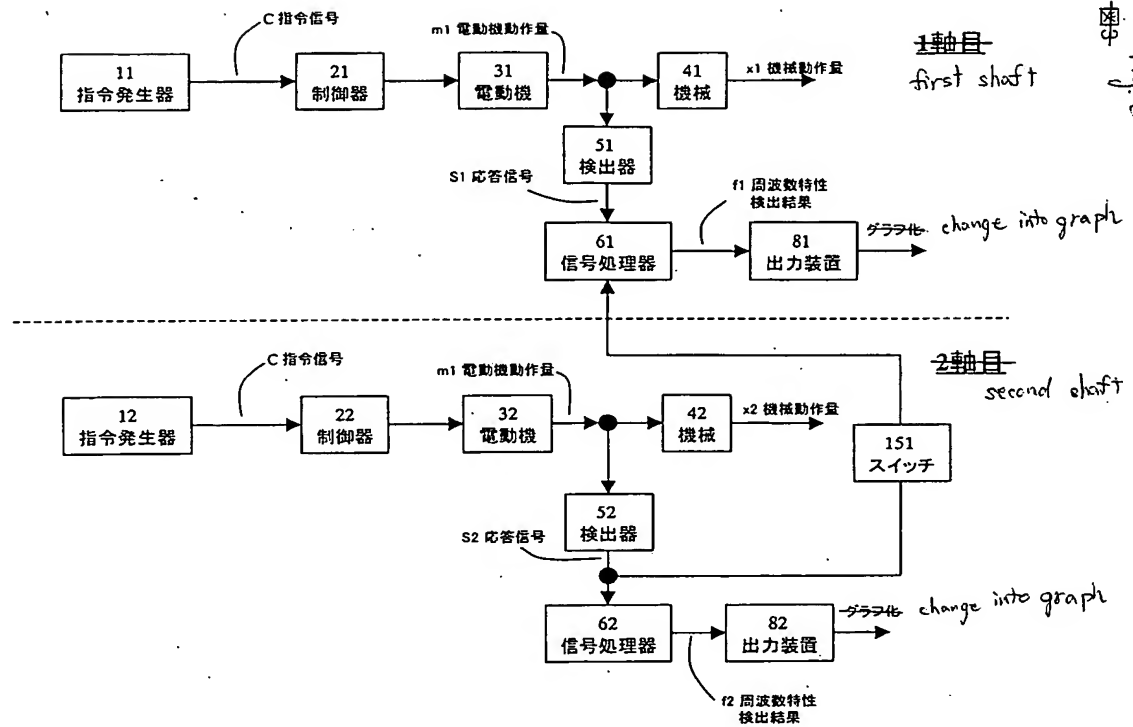 C 指令信号
m1 電動機動作量
11
指令発生器
21
制御器
31
電動機
41
機械
x1 機械動作量
1軸目
first shaft
図
51
検出器
S1 応答信号
f1 周波数特性
検出結果
61
信号処理器
81
出力装置
グラフ化 change into graph
C 指令信号
m1 電動機動作量
12
指令発生器
22
制御器
32
電動機
42
機械
x2 機械動作量
2軸目
second shaft
151
スイッチ
52
検出器
S2 応答信号
62
信号処理器
82
出力装置
グラフ化 change into graph
f2 周波数特性
検出結果